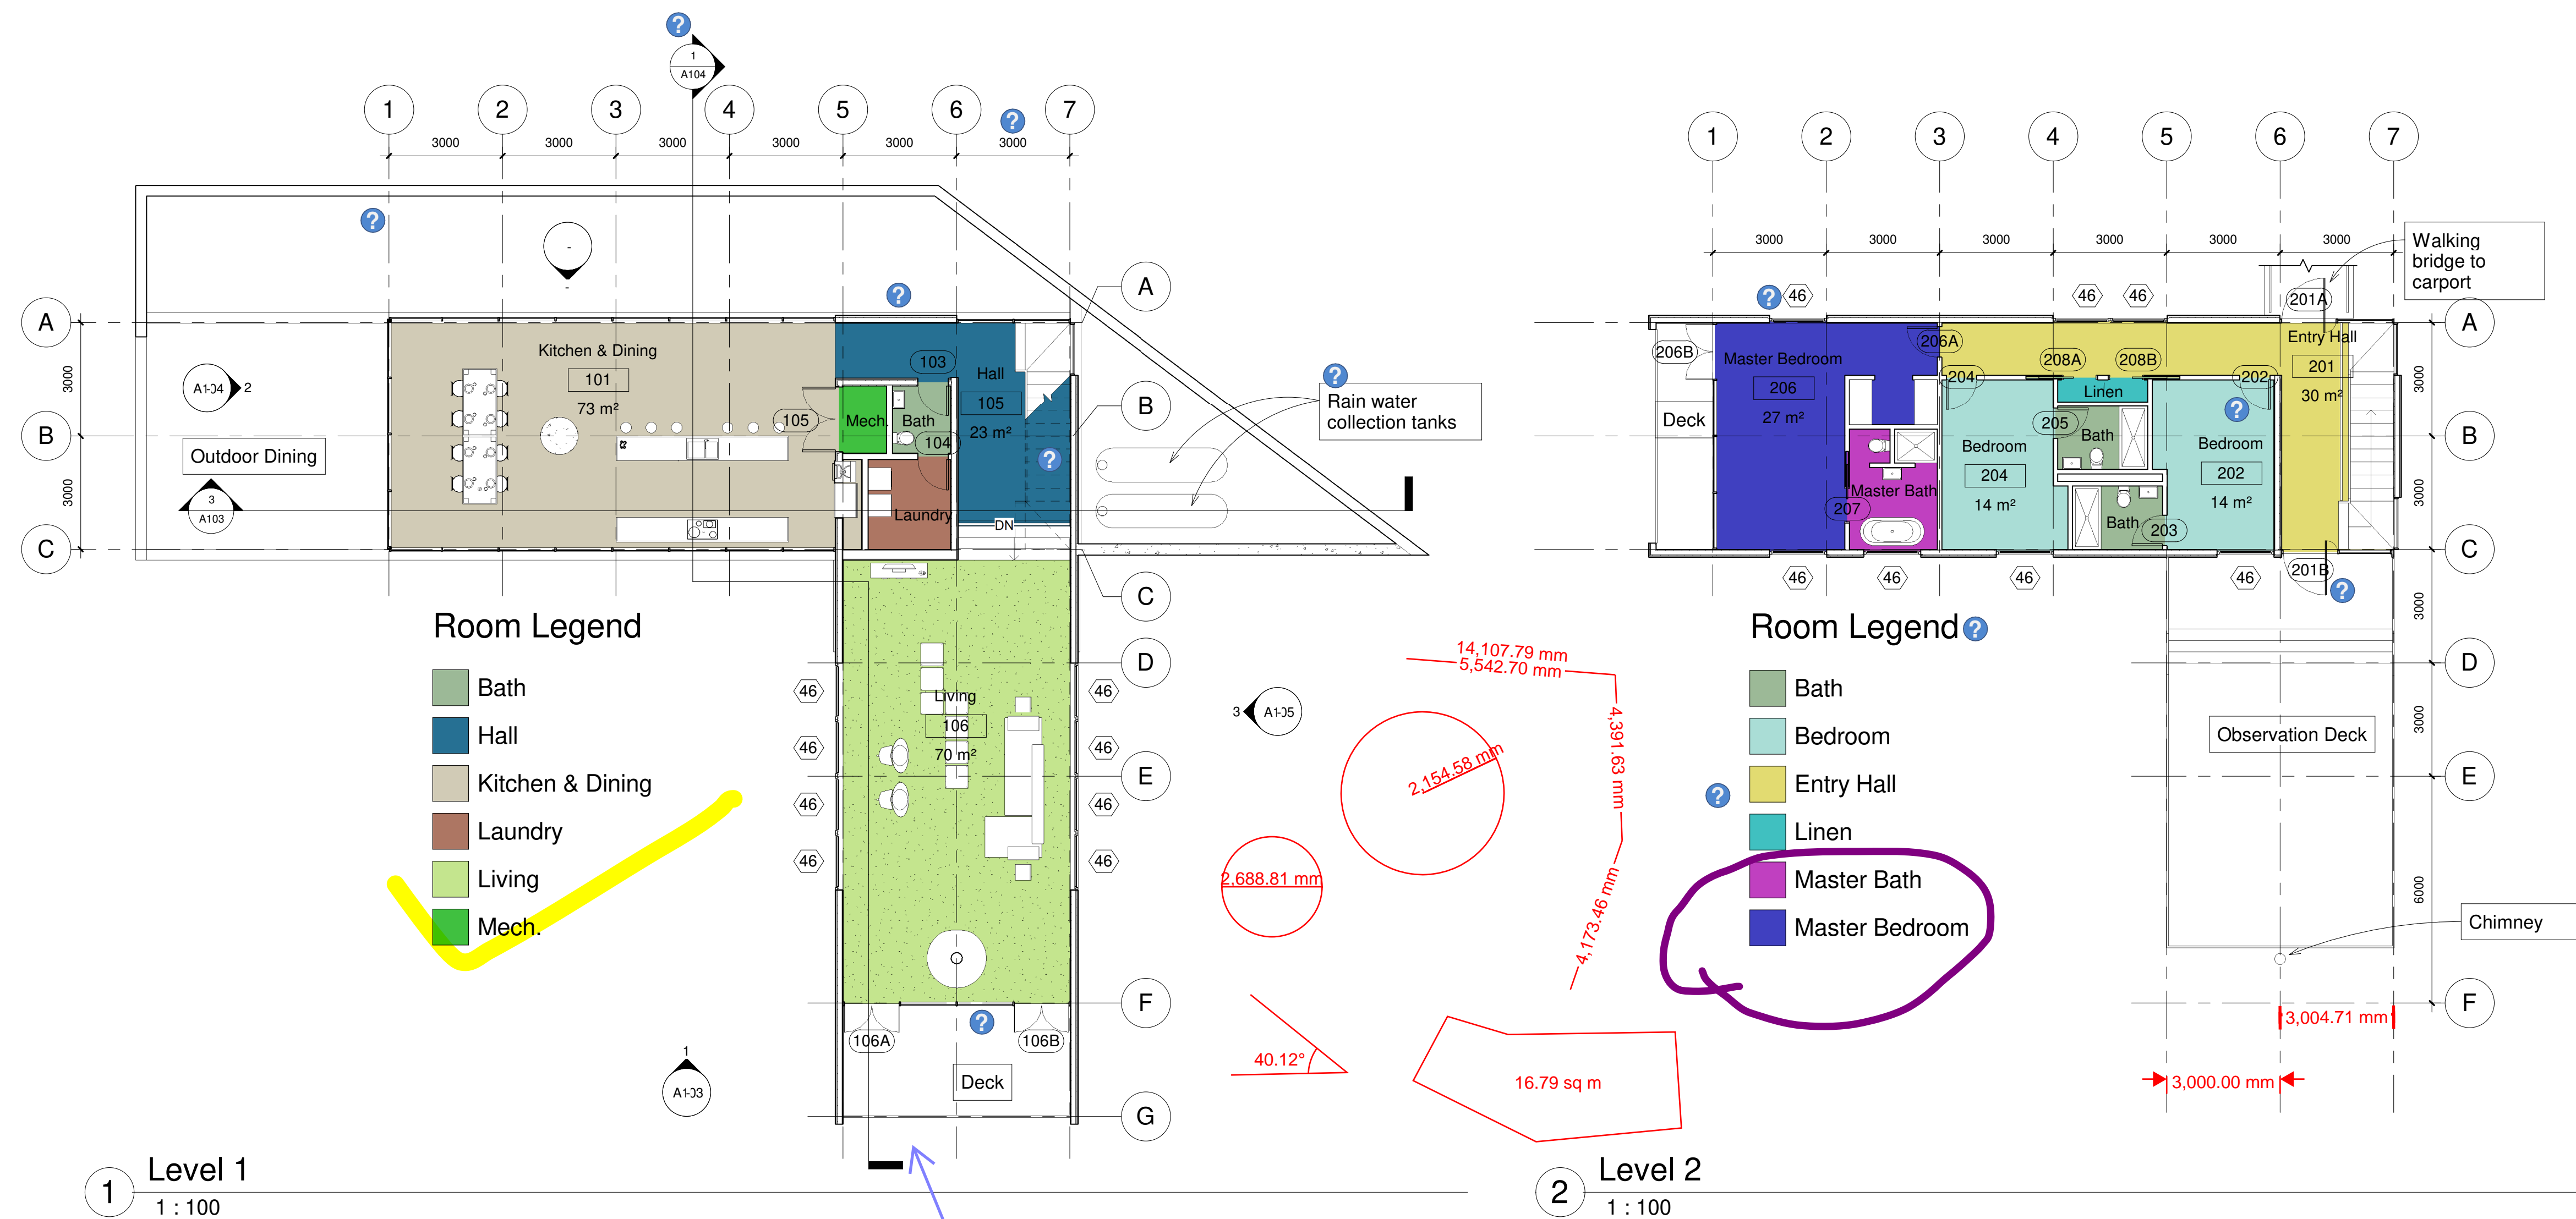 ?
1
A104
1
2
3
4
5
6
7
?
3000
3000
3000
3000
3000
3000
?
-
-
?
A
A
B
C
3000
3000
A1-04
2
Outdoor Dining
3
A103
Kitchen & Dining
101
73 m²
105
103
Hall
105
23 m²
Mech.
Bath
104
?
Laundry
DN
A
B
C
?
Rain water
collection tanks
Room Legend
Bath
Hall
Kitchen & Dining
Laundry
Living
Mech.
46
46
46
46
46
46
46
46
Living
106
70 m²
D
E
F
G
106A
?
106B
Deck
1
A1-03
3
A1-05
14,107.79 mm
5,542.70 mm
4,391.63 mm
4,173.46 mm
2,154.58 mm
2,688.81 mm
40.12°
16.79 sq m
1
Level 1
1 : 100
1
2
3
4
5
6
7
3000
3000
3000
3000
3000
3000
Walking
bridge to
carport
?
46
46
46
201A
206B
Master Bedroom
206
27 m²
206A
208A
208B
Entry Hall
201
30 m²
204
Linen
202
?
Deck
205
Bath
Bedroom
204
14 m²
Bedroom
202
14 m²
Master Bath
207
Bath
203
201B
?
46
46
46
46
A
B
C
D
E
F
3000
3000
3000
3000
6000
Room Legend
?
Bath
Bedroom
Entry Hall
?
Linen
Master Bath
Master Bedroom
Observation Deck
Chimney
3,004.71 mm
3,000.00 mm
2
Level 2
1 : 100